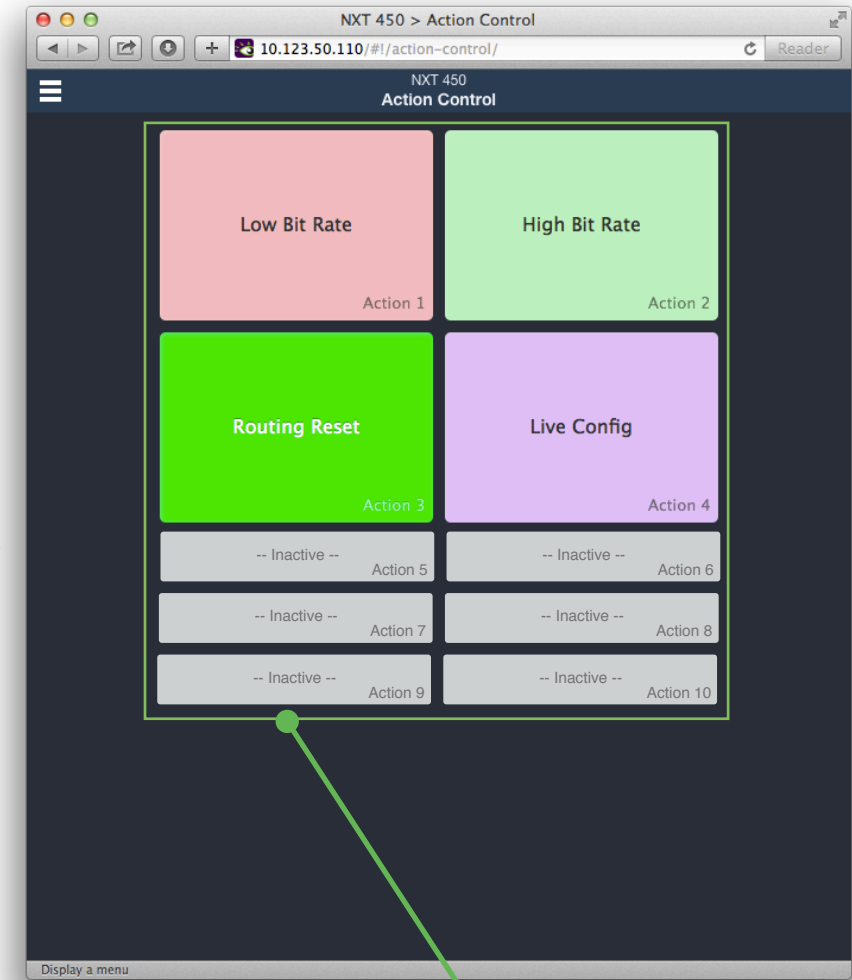 NXT 450 > Action Control
10.123.50.110/#!/action-control/
Reader
NXT 450
Action Control
Low Bit Rate
Action 1
High Bit Rate
Action 2
Routing Reset
Action 3
Live Config
Action 4
-- Inactive --
Action 5
-- Inactive --
Action 6
-- Inactive --
Action 7
-- Inactive --
Action 8
-- Inactive --
Action 9
-- Inactive --
Action 10
Display a menu